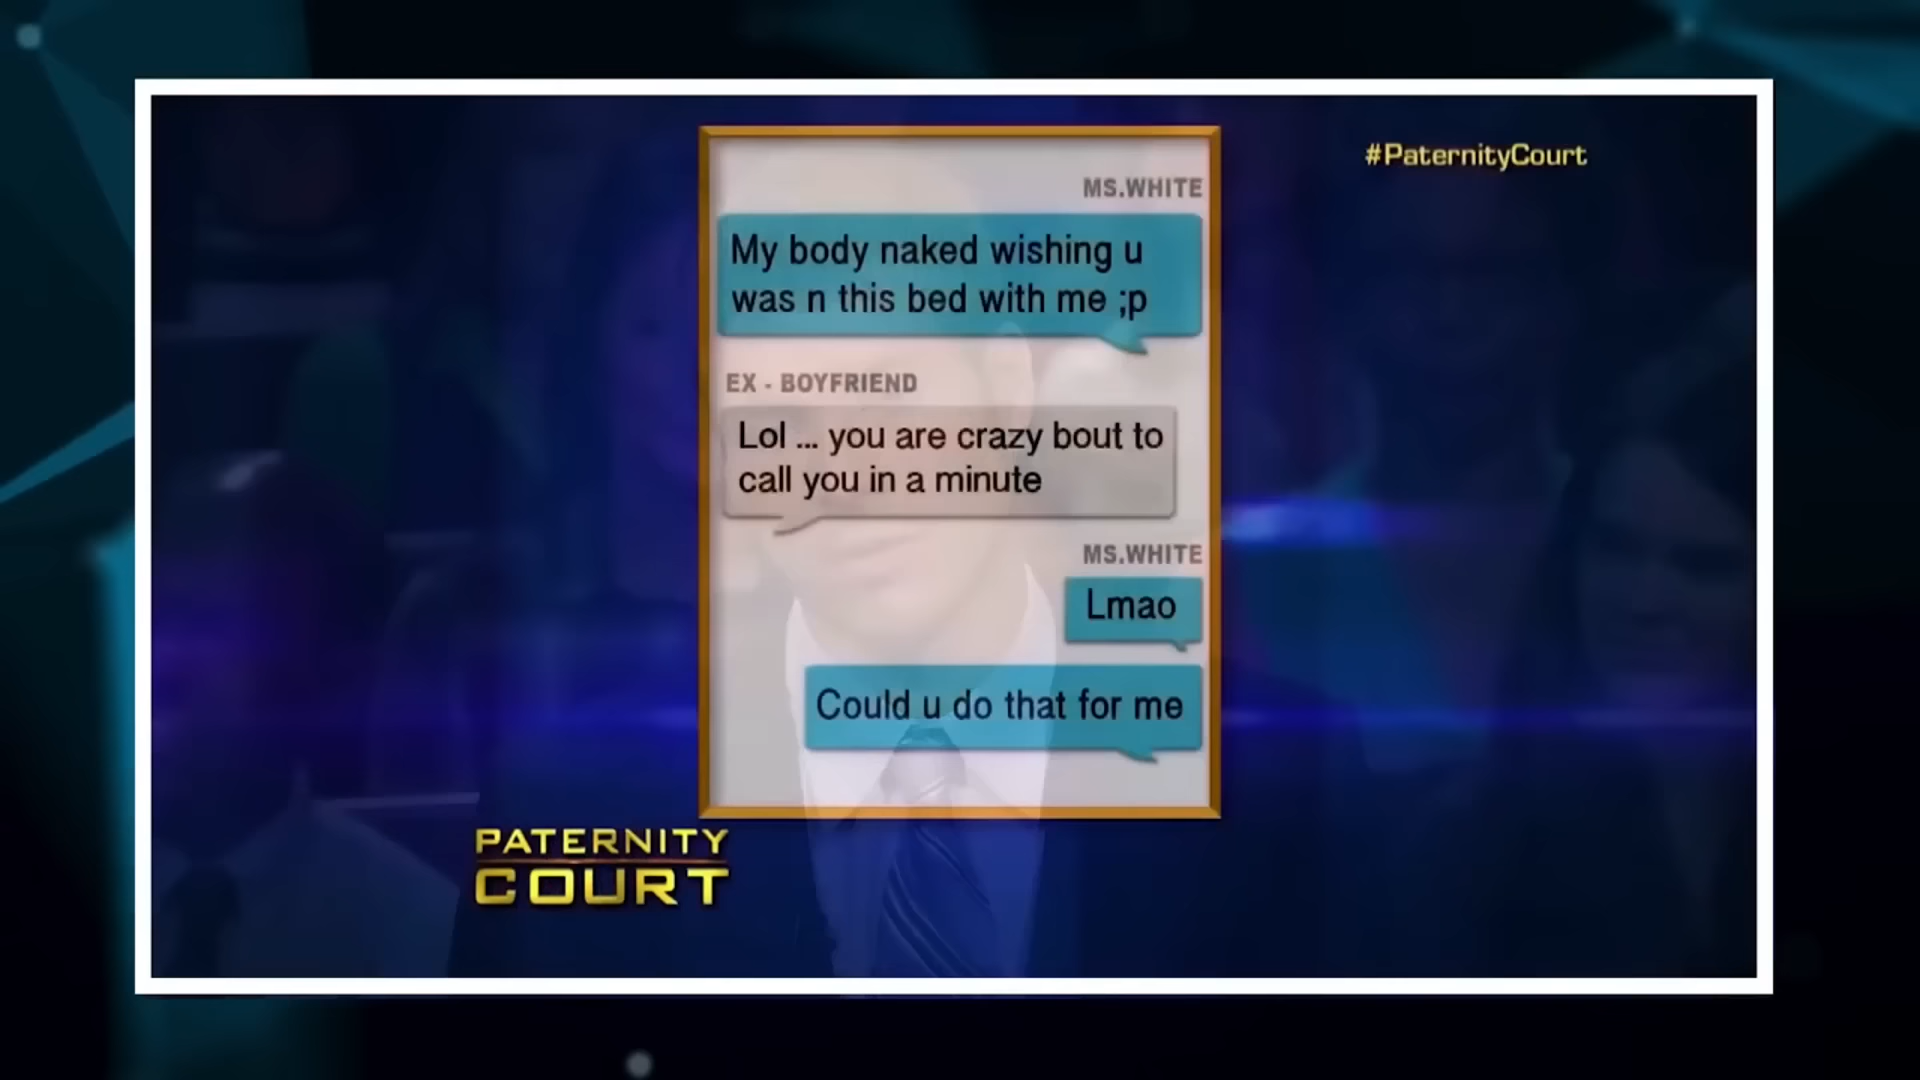 #PaternityCourt
MS.WHITE
My body naked wishing u
was n this bed with me ;p
EX - BOYFRIEND
Lol ... you are crazy bout to
call you in a minute
MS.WHITE
Lmao
Could u do that for me
PATERNITY
COURT